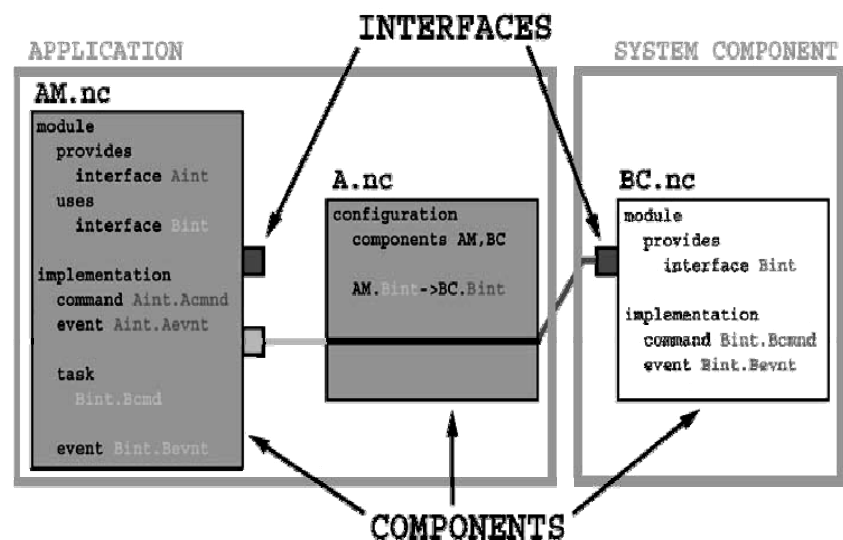 INTERFACES
APPLICATION
SYSTEM COMPONENT
AM.nc
module
provides
interface Aint
uses
interface Bint
implementation
command Aint.Acmnd
event Aint.Aevnt
task
Bint.Bcmd
event Bint.Bevnt
A.nc
configuration
components AM,BC
AM.Bint->BC.Bint
BC.nc
module
provides
interface Bint
implementation
command Bint.Bcmnd
event Bint.Bevnt
COMPONENTS